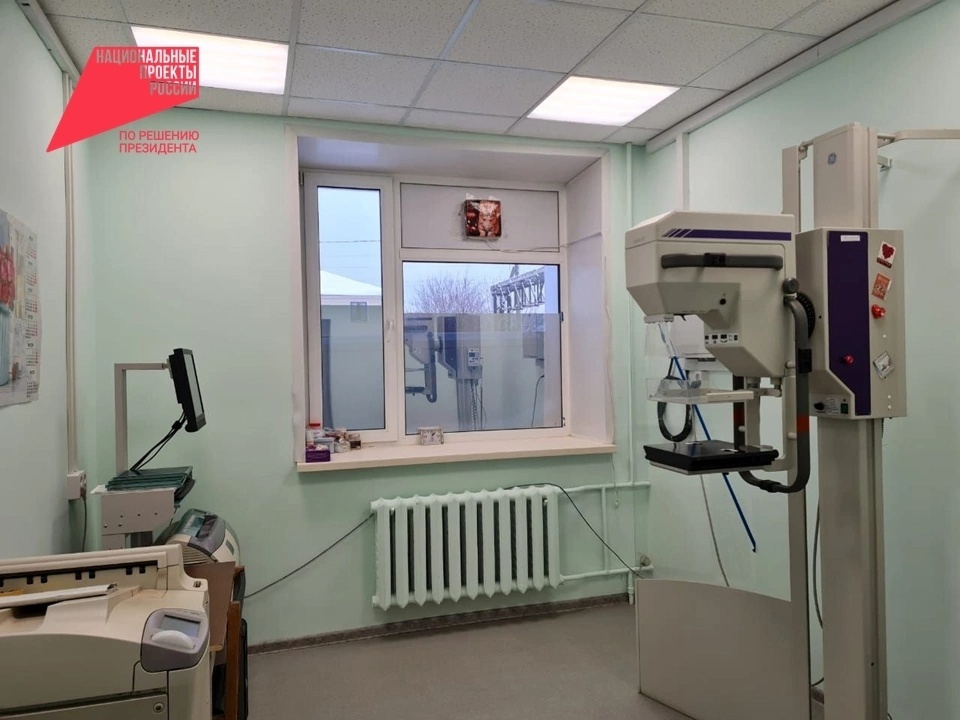 НАЦИОНАЛЬНЫЕ
ПРОЕКТЫ
РОССИИ
ПО РЕШЕНИЮ
ПРЕЗИДЕНТА